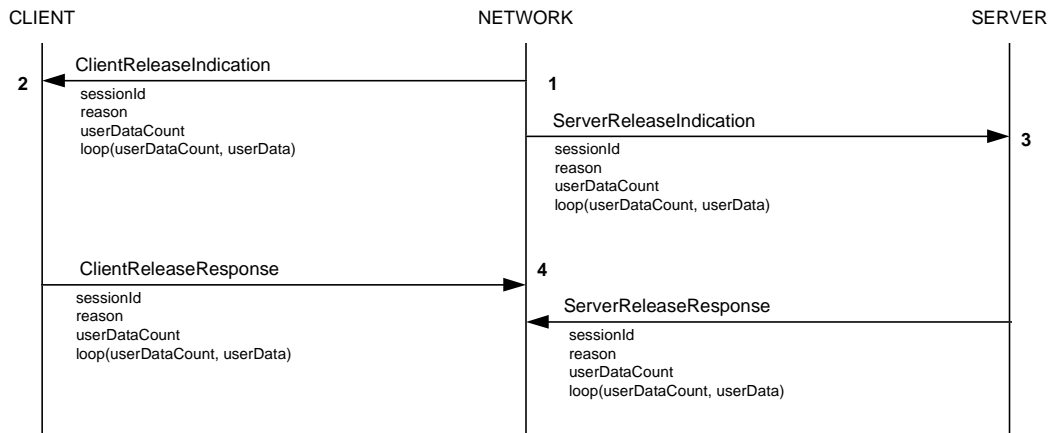 CLIENT NETWORK SERVER
ClientReleaseIndication
2 1
sessionId
reason
userDataCount
loop(userDataCount, userData)
ServerReleaseIndication
3
sessionId
reason
userDataCount
loop(userDataCount, userData)
ClientReleaseResponse
4
sessionId
reason
userDataCount
loop(userDataCount, userData)
ServerReleaseResponse
sessionId
reason
userDataCount
loop(userDataCount, userData)